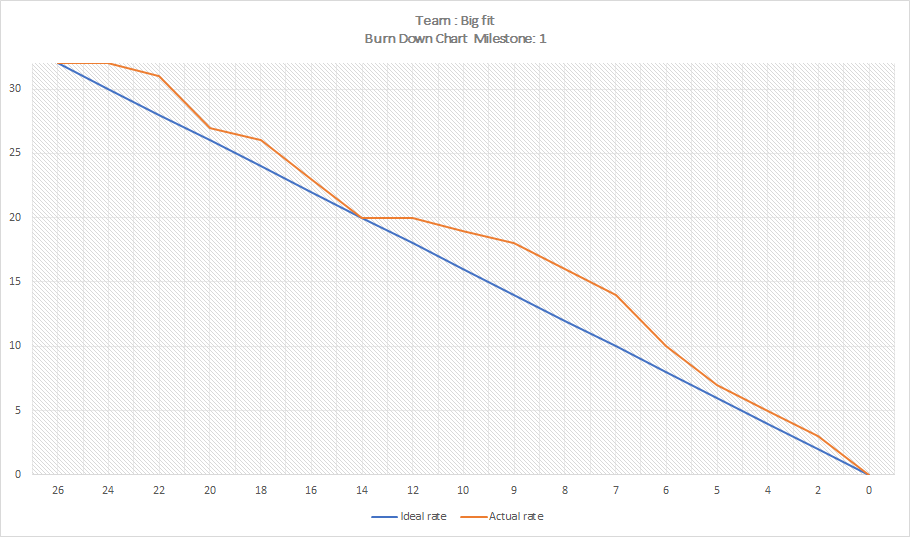 Team : Big fit
Burn Down Chart Milestone: 1
30
25
20
15
10
5
0
26 24 22 20 18 16 14 12 10 9 8 7 6 5 4 2 0
Ideal rate Actual rate